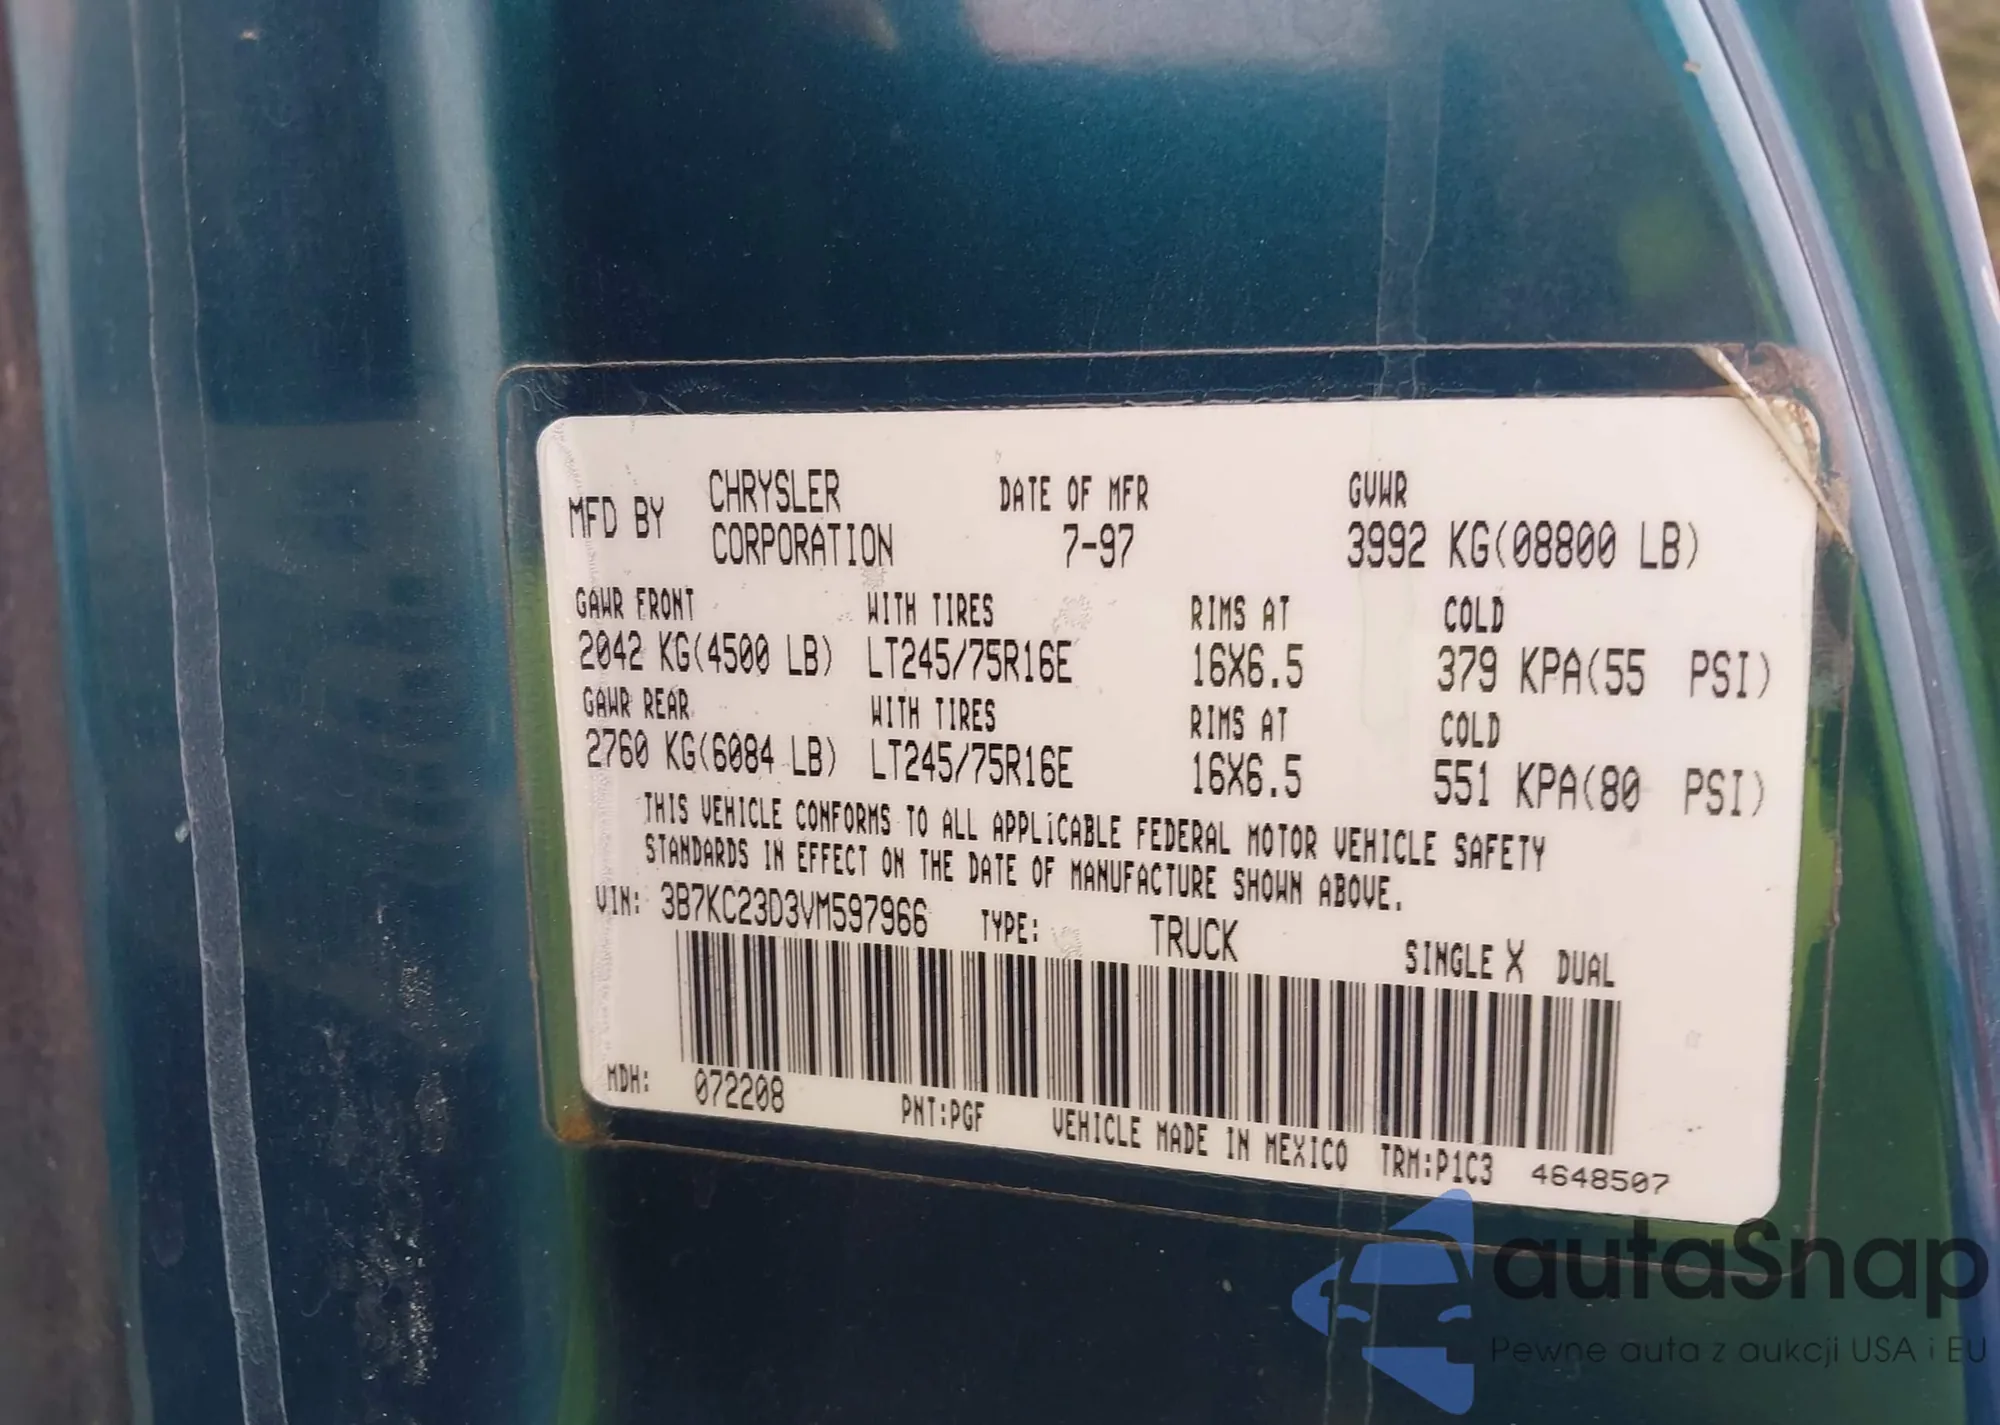 MFD BY CHRYSLER CORPORATION
DATE OF MFR 7-97
GVWR 3992 KG(08800 LB)
GAWR FRONT WITH TIRES RIMS AT COLD
2042 KG(4500 LB) LT245/75R16E 16X6.5 379 KPA(55 PSI)
GAWR REAR WITH TIRES RIMS AT COLD
2760 KG(6084 LB) LT245/75R16E 16X6.5 551 KPA(80 PSI)
THIS VEHICLE CONFORMS TO ALL APPLiCABLE FEDERAL MOTOR VEHICLE SAFETY
STANDARDS IN EFFECT ON THE DATE OF MANUFACTURE SHOWN ABOVE.
VIN: 3B7KC23D3VM597966 TYPE: TRUCK SINGLE X DUAL
MDH: 072208 PNT:PGF VEHICLE MADE IN MEXICO TRM:P1C3 4648507
autaSnap
Pewne auta z aukcji USA i EU